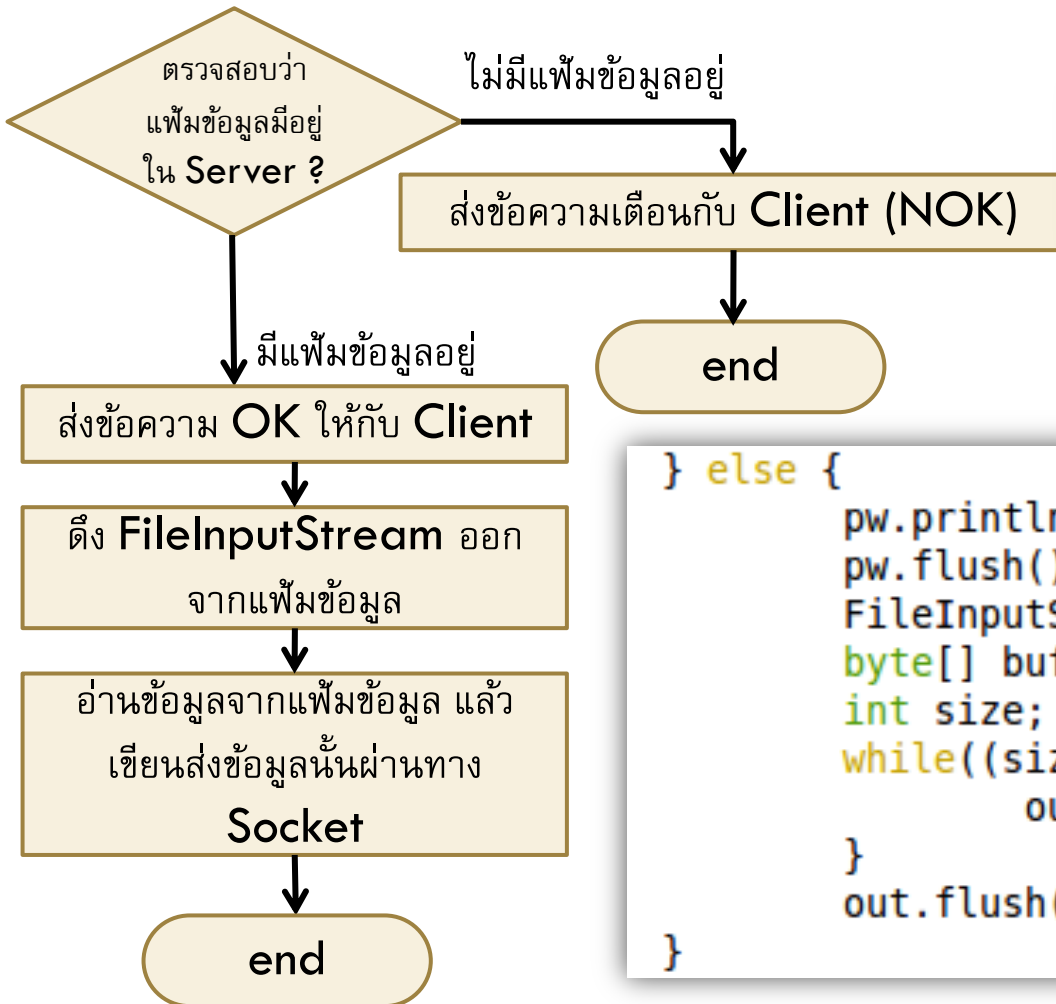 ตรวจสอบว่า
แฟ้มข้อมูลมีอยู่
ใน Server ?
ไม่มีแฟ้มข้อมูลอยู่
ส่งข้อความเตือนกับ Client (NOK)
end
มีแฟ้มข้อมูลอยู่
ส่งข้อความ OK ให้กับ Client
ดึง FileInputStream ออก
จากแฟ้มข้อมูล
อ่านข้อมูลจากแฟ้มข้อมูล แล้ว
เขียนส่งข้อมูลนั้นผ่านทาง
Socket
end
} else {
pw.println
pw.flush()
FileInputS
byte[] buf
int size;
while((siz
ou
}
out.flush(
}